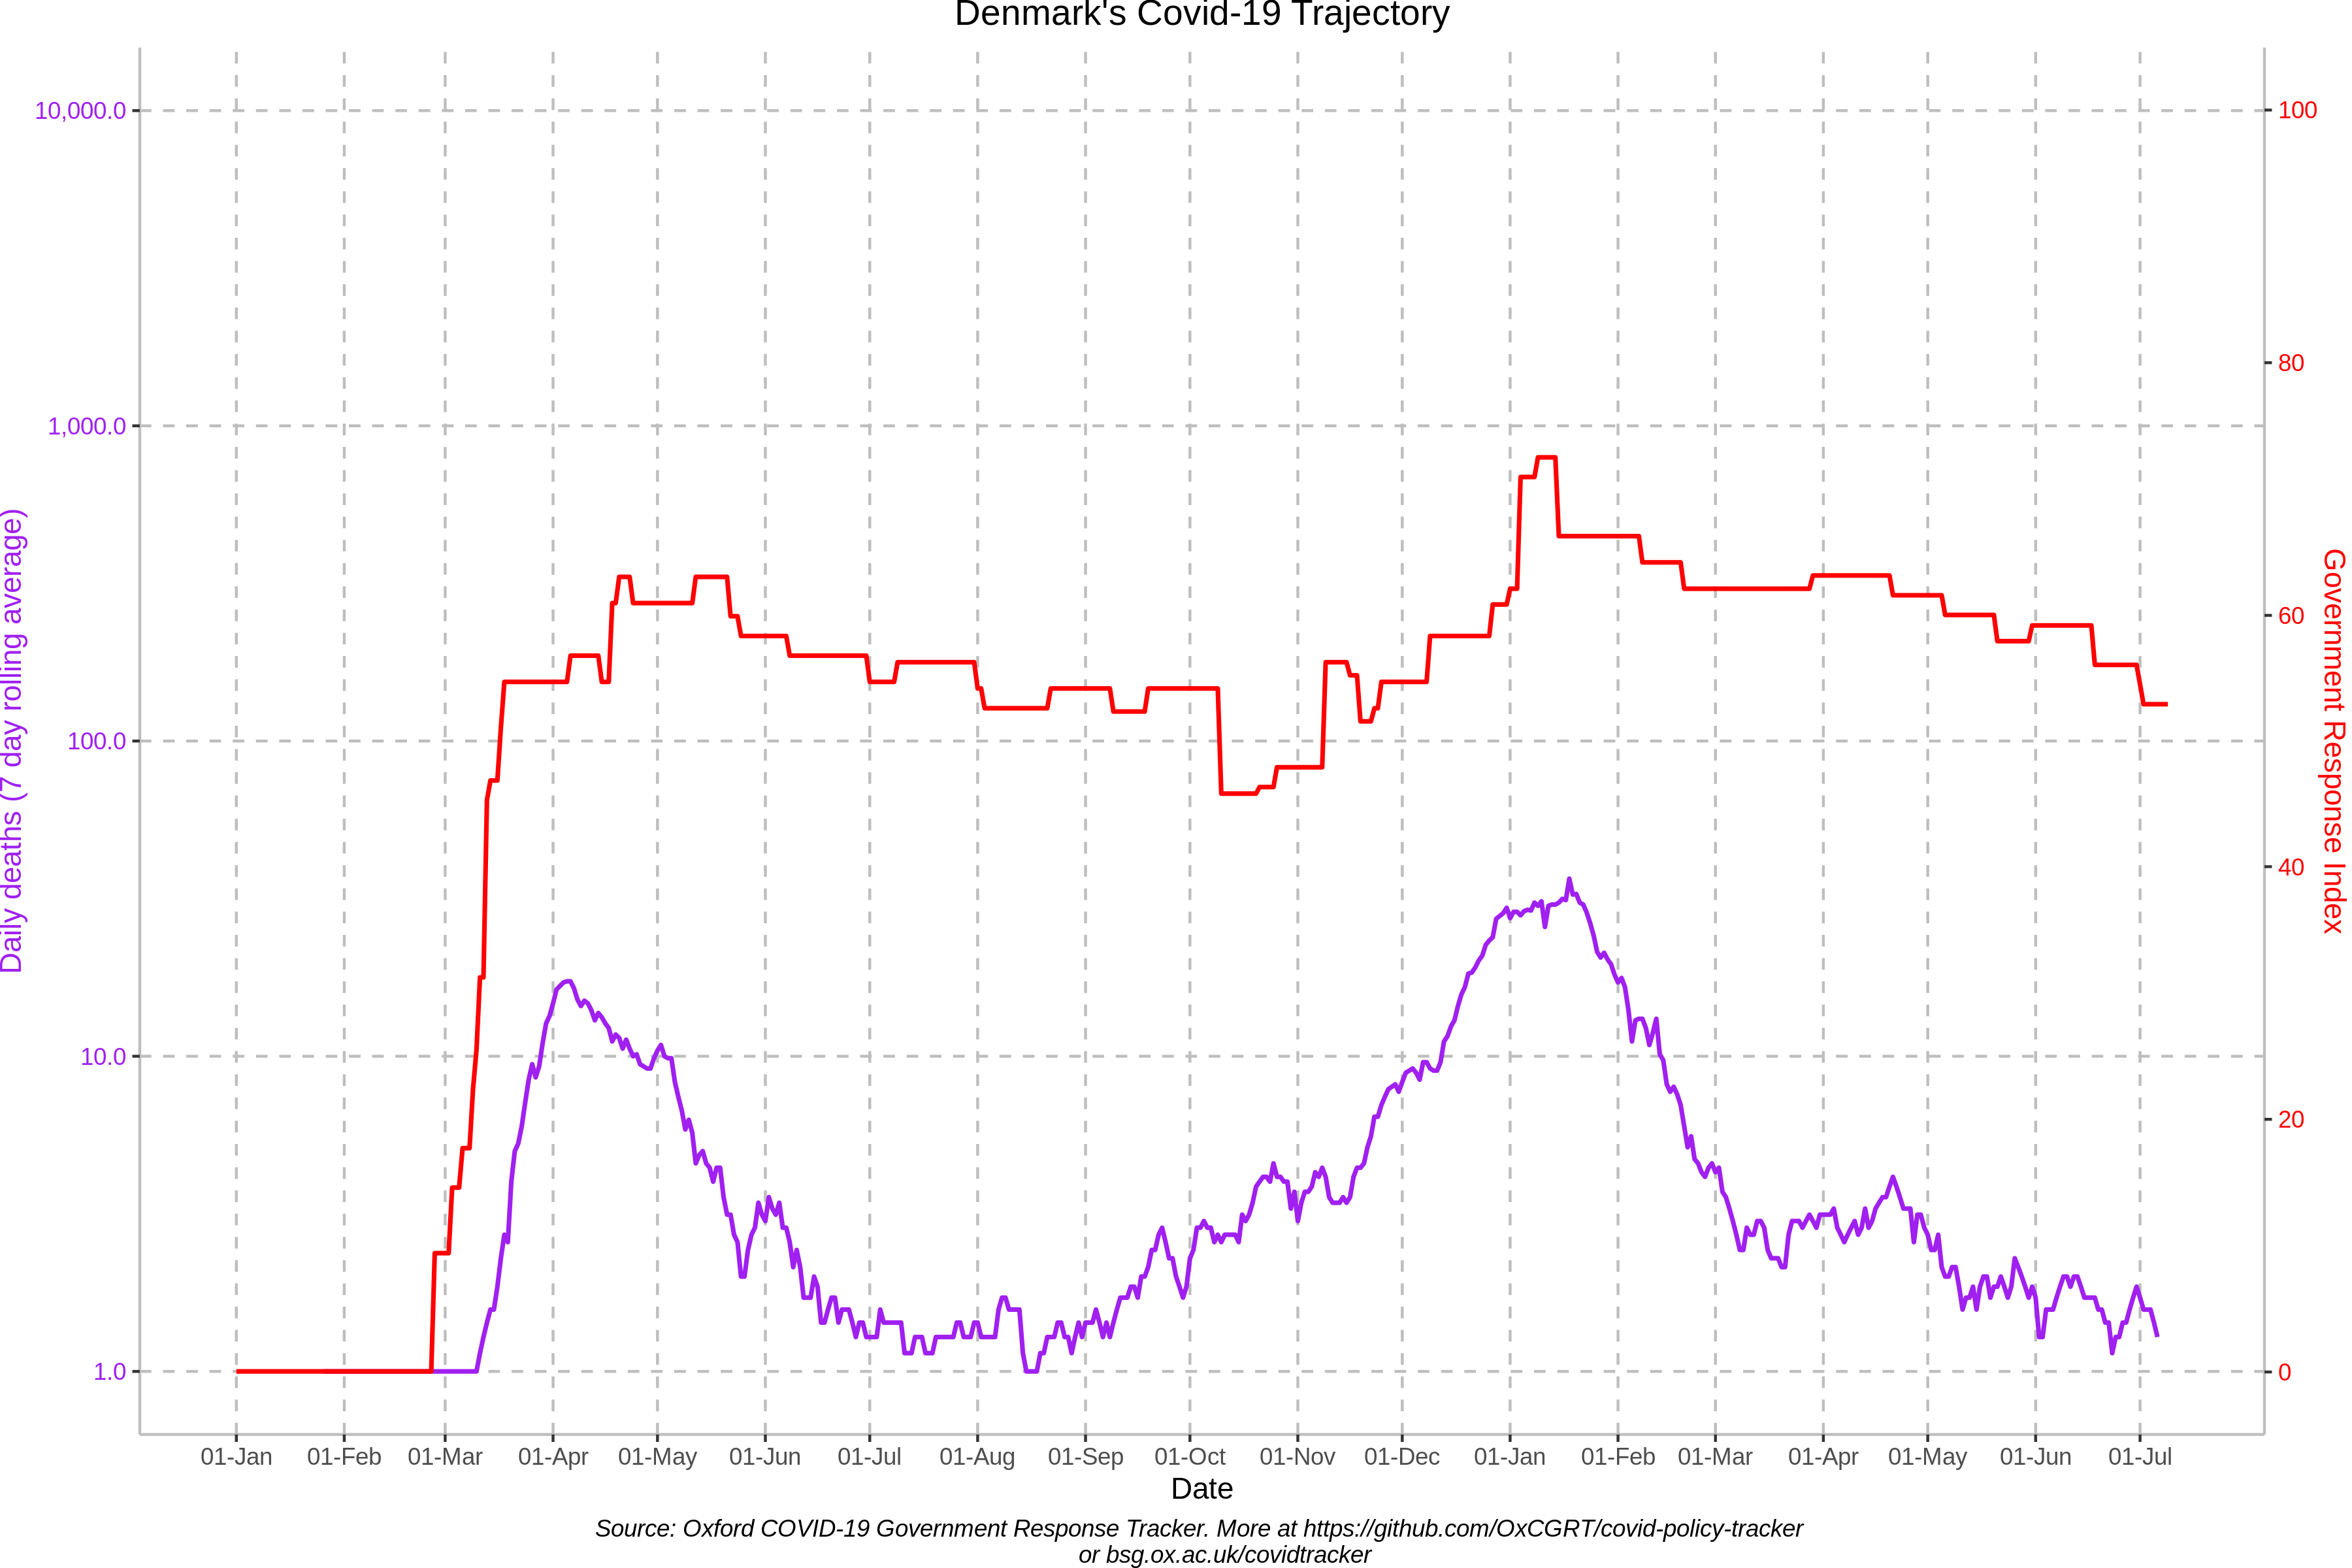 Denmark's Covid-19 Trajectory
10,000.0
1,000.0
100.0
10.0
1.0
Daily deaths (7 day rolling average)
100
80
60
40
20
0
Government Response Index
01-Jan 01-Feb 01-Mar 01-Apr 01-May 01-Jun 01-Jul 01-Aug 01-Sep 01-Oct 01-Nov 01-Dec 01-Jan 01-Feb 01-Mar 01-Apr 01-May 01-Jun 01-Jul
Date
Source: Oxford COVID-19 Government Response Tracker. More at https://github.com/OxCGRT/covid-policy-tracker
or bsg.ox.ac.uk/covidtracker